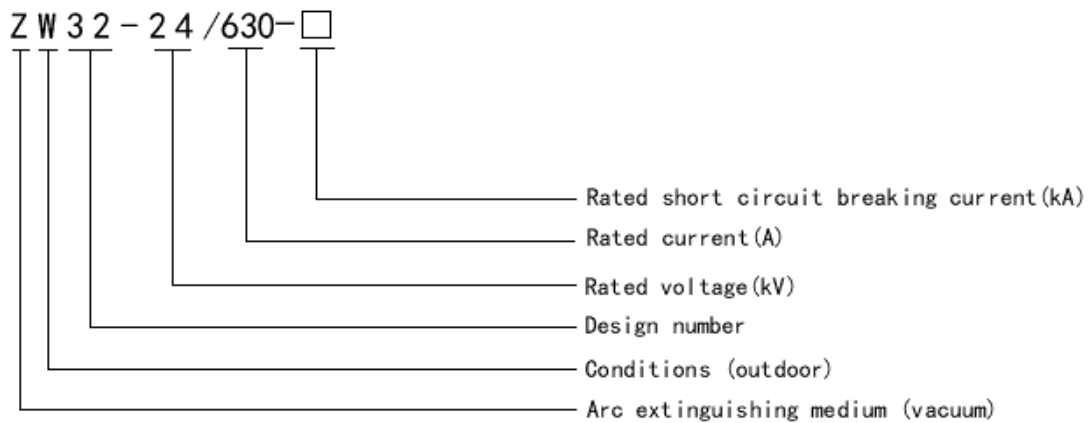 ZW32-24/630-□
Rated short circuit breaking current(kA)
Rated current(A)
Rated voltage(kV)
Design number
Conditions (outdoor)
Arc extinguishing medium (vacuum)